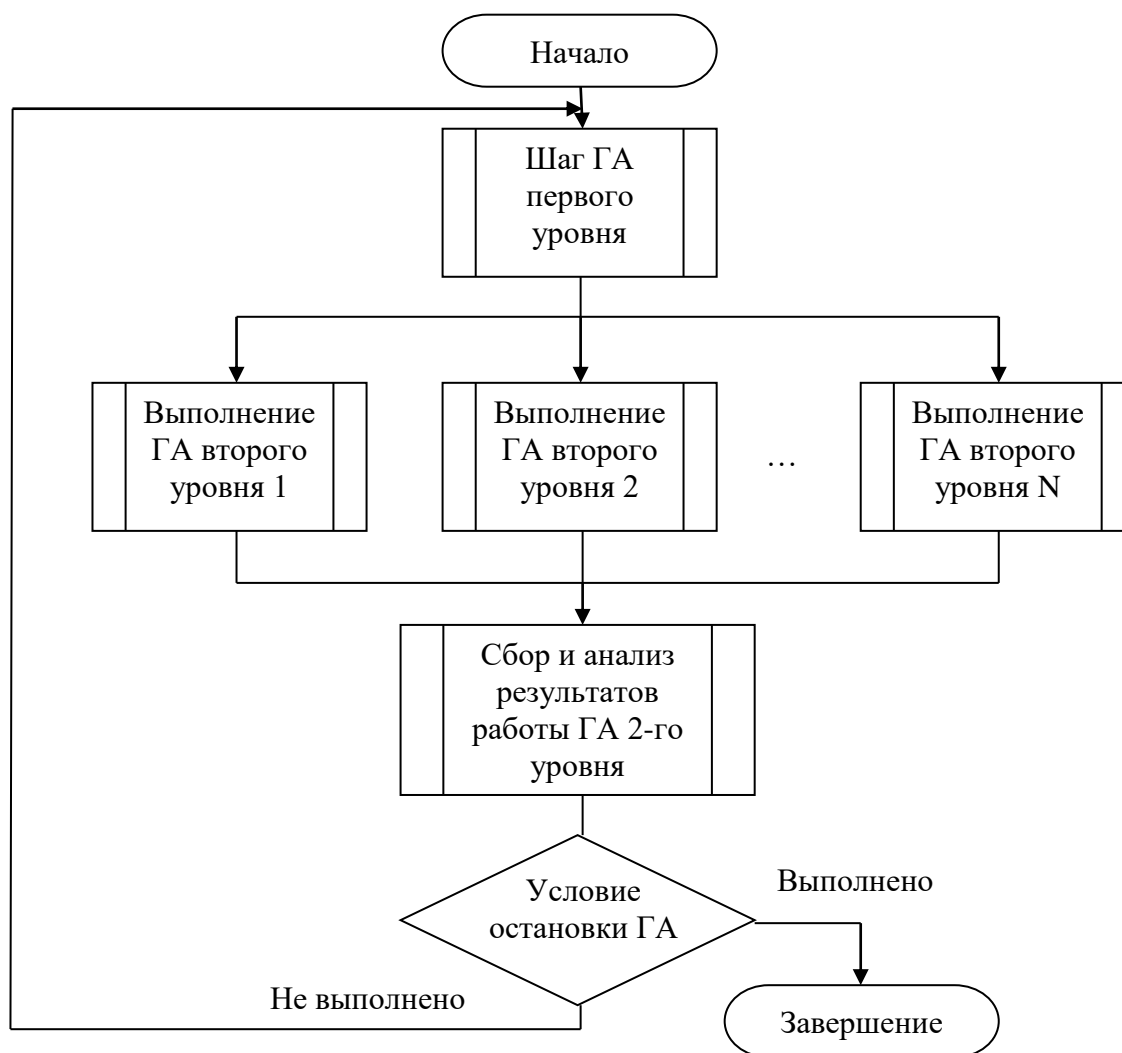 Начало
Шаг ГА
первого
уровня
Выполнение
ГА второго
уровня 1
Выполнение
ГА второго
уровня 2
…
Выполнение
ГА второго
уровня N
Сбор и анализ
результатов
работы ГА 2-го
уровня
Условие
остановки ГА
Выполнено
Не выполнено
Завершение